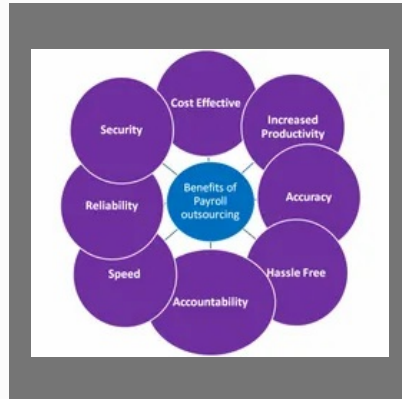 Cost Effective
Increased
Productivity
Accuracy
Hassle Free
Accountability
Speed
Reliability
Security
Benefits of
Payroll
outsourcing